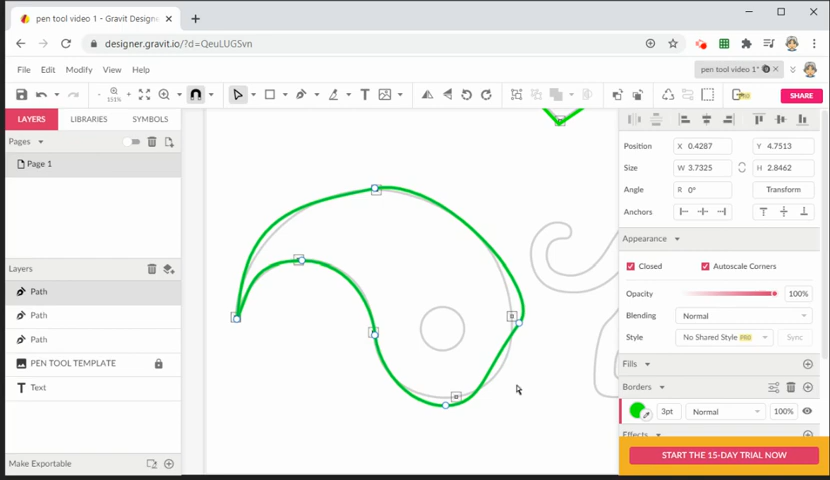 pen tool video 1 - Gravit Designer
designer.gravit.io/?d=QeuLUGSvn
File Edit Modify View Help
pen tool video 1*
151%
SHARE
LAYERS LIBRARIES SYMBOLS
Pages
Page 1
Layers
Path
Path
Path
PEN TOOL TEMPLATE
Text
Make Exportable
Position X 0.4287 Y 4.7513
Size W 3.7325 H 2.8462
Angle R 0° Transform
Anchors
Appearance
Closed Autoscale Corners
Opacity 100%
Blending Normal
Style No Shared Style PRO Sync
Fills
Borders
3pt Normal 100%
Effects
START THE 15-DAY TRIAL NOW